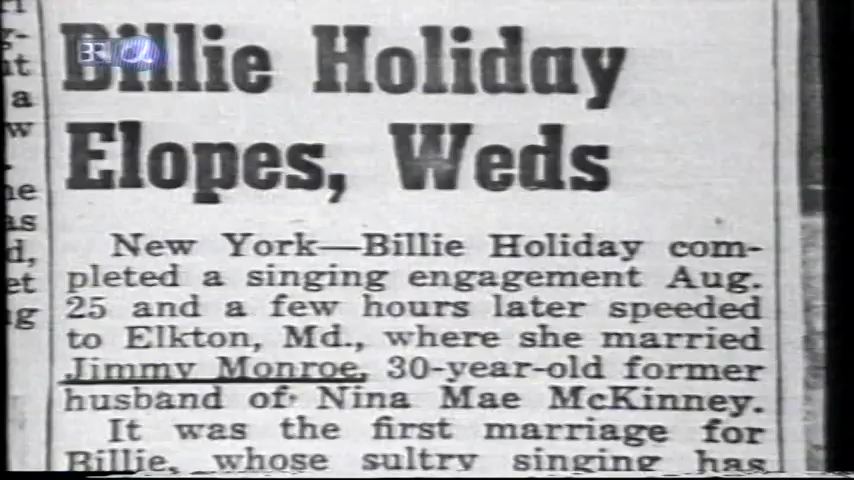 BR α
Billie Holiday
Elopes, Weds
New York—Billie Holiday com-
pleted a singing engagement Aug.
25 and a few hours later speeded
to Elkton, Md., where she married
Jimmy Monroe, 30-year-old former
husband of Nina Mae McKinney.
It was the first marriage for
Billie, whose sultry singing has